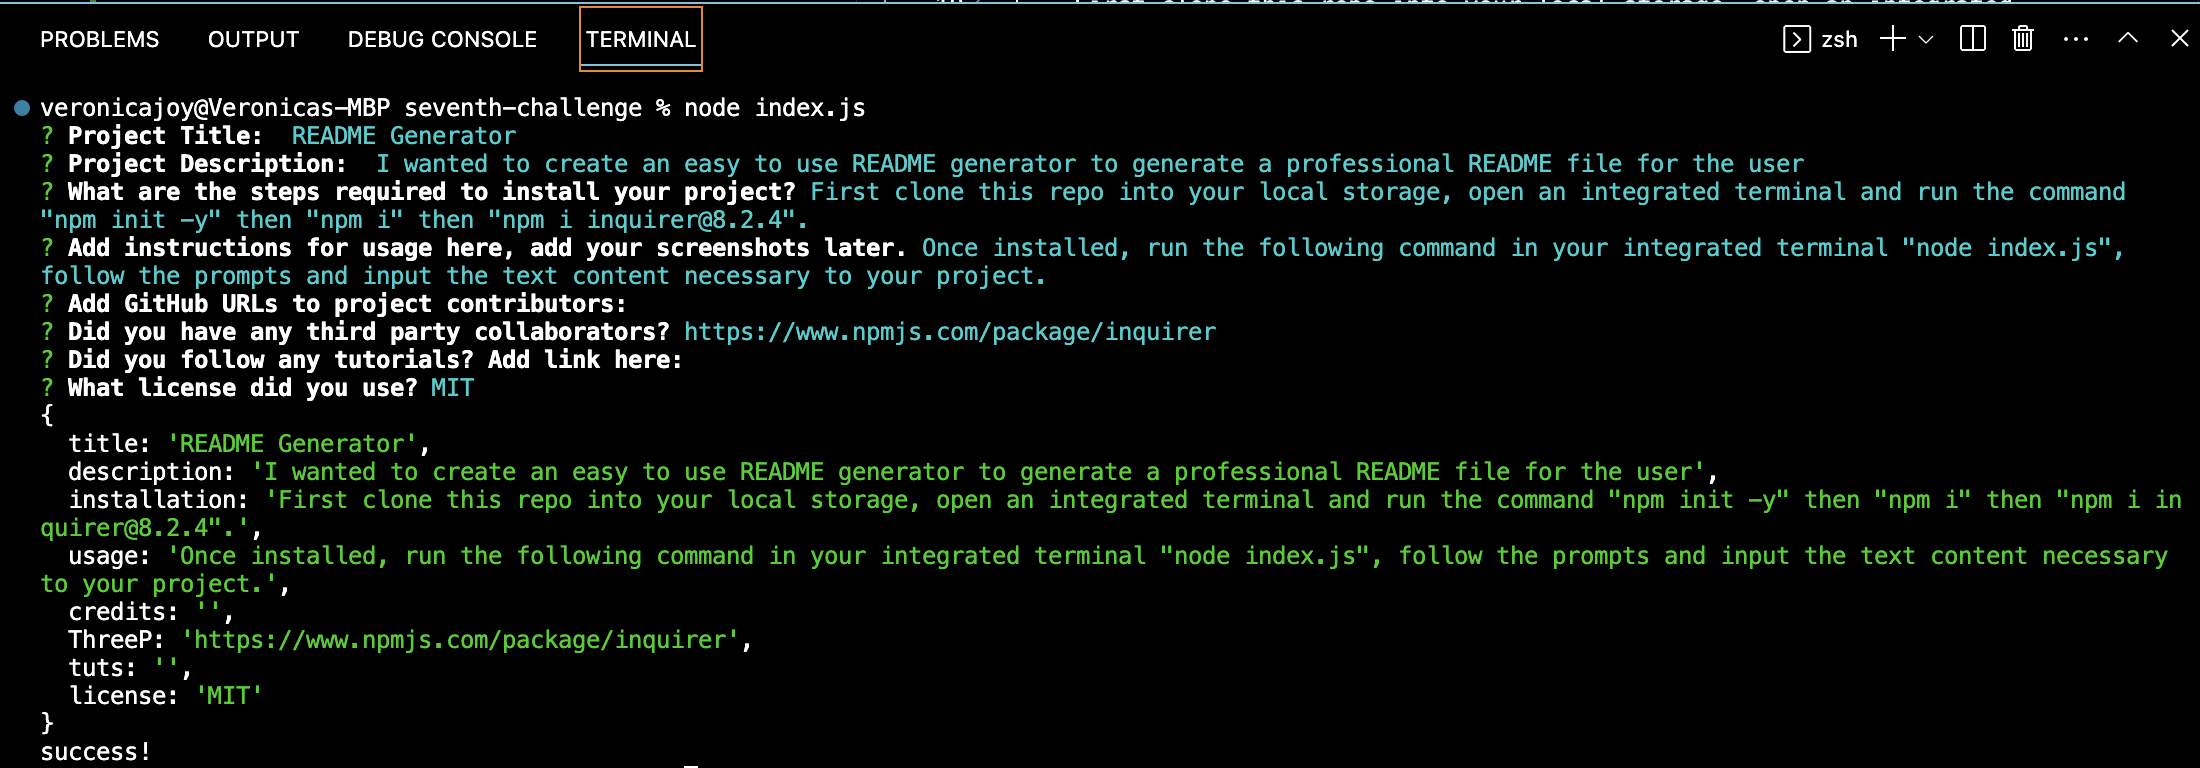 PROBLEMS OUTPUT DEBUG CONSOLE TERMINAL zsh
veronicajoy@Veronicas-MBP seventh-challenge % node index.js
? Project Title:  README Generator
? Project Description:  I wanted to create an easy to use README generator to generate a professional README file for the user
? What are the steps required to install your project? First clone this repo into your local storage, open an integrated terminal and run the command
"npm init -y" then "npm i" then "npm i inquirer@8.2.4".
? Add instructions for usage here, add your screenshots later. Once installed, run the following command in your integrated terminal "node index.js",
follow the prompts and input the text content necessary to your project.
? Add GitHub URLs to project contributors:
? Did you have any third party collaborators? https://www.npmjs.com/package/inquirer
? Did you follow any tutorials? Add link here:
? What license did you use? MIT
{
  title: 'README Generator',
  description: 'I wanted to create an easy to use README generator to generate a professional README file for the user',
  installation: 'First clone this repo into your local storage, open an integrated terminal and run the command "npm init -y" then "npm i" then "npm i in
quirer@8.2.4".',
  usage: 'Once installed, run the following command in your integrated terminal "node index.js", follow the prompts and input the text content necessary
to your project.',
  credits: '',
  ThreeP: 'https://www.npmjs.com/package/inquirer',
  tuts: '',
  license: 'MIT'
}
success!